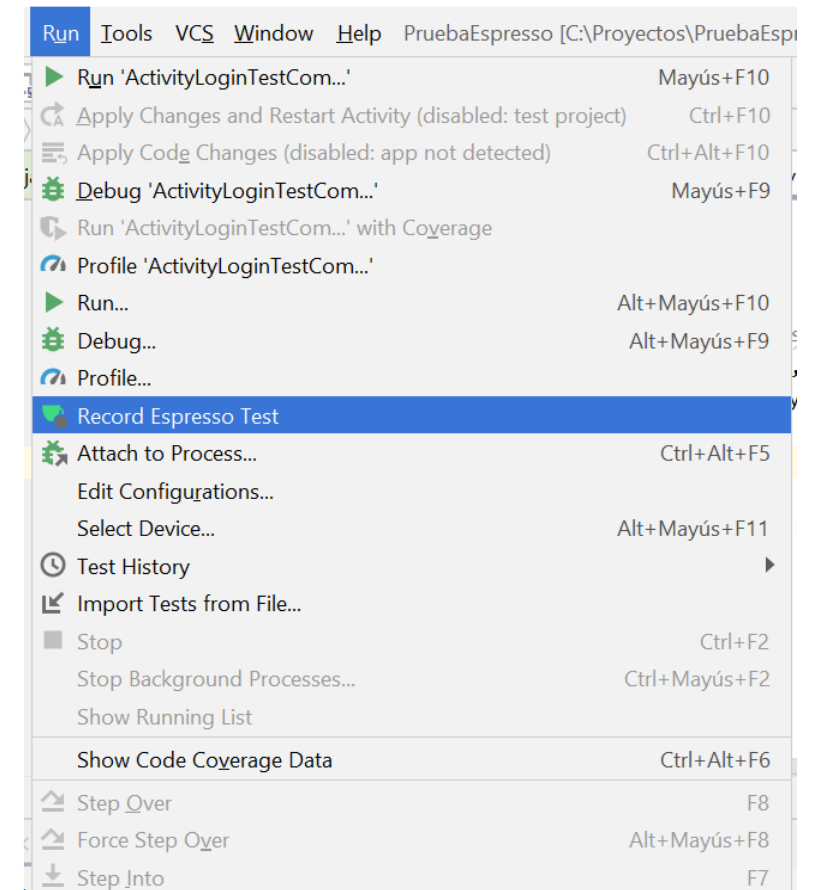 Run Tools VCS Window Help PruebaEspresso [C:\Proyectos\PruebaEspr
Run 'ActivityLoginTestCom...' Mayús+F10
Apply Changes and Restart Activity (disabled: test project) Ctrl+F10
Apply Code Changes (disabled: app not detected) Ctrl+Alt+F10
Debug 'ActivityLoginTestCom...' Mayús+F9
Run 'ActivityLoginTestCom...' with Coverage
Profile 'ActivityLoginTestCom...'
Run... Alt+Mayús+F10
Debug... Alt+Mayús+F9
Profile...
Record Espresso Test
Attach to Process... Ctrl+Alt+F5
Edit Configurations...
Select Device... Alt+Mayús+F11
Test History
Import Tests from File...
Stop Ctrl+F2
Stop Background Processes... Ctrl+Mayús+F2
Show Running List
Show Code Coverage Data Ctrl+Alt+F6
Step Over F8
Force Step Over Alt+Mayús+F8
Step Into F7